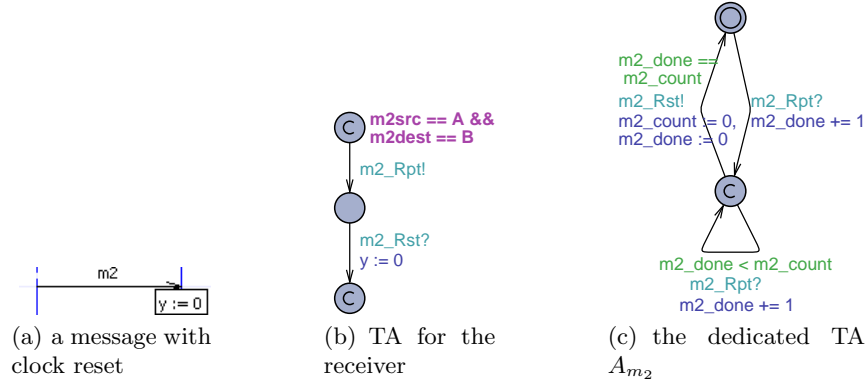 m2
y := 0
(a) a message with
clock reset
C
m2src == A &&
m2dest == B
m2_Rpt!
m2_Rst?
y := 0
C
(b) TA for the
receiver
m2_done ==
m2_count
m2_Rst!
m2_count := 0,
m2_done := 0
m2_Rpt?
m2_done += 1
C
m2_done < m2_count
m2_Rpt?
m2_done += 1
(c) the dedicated TA
A_{m_2}